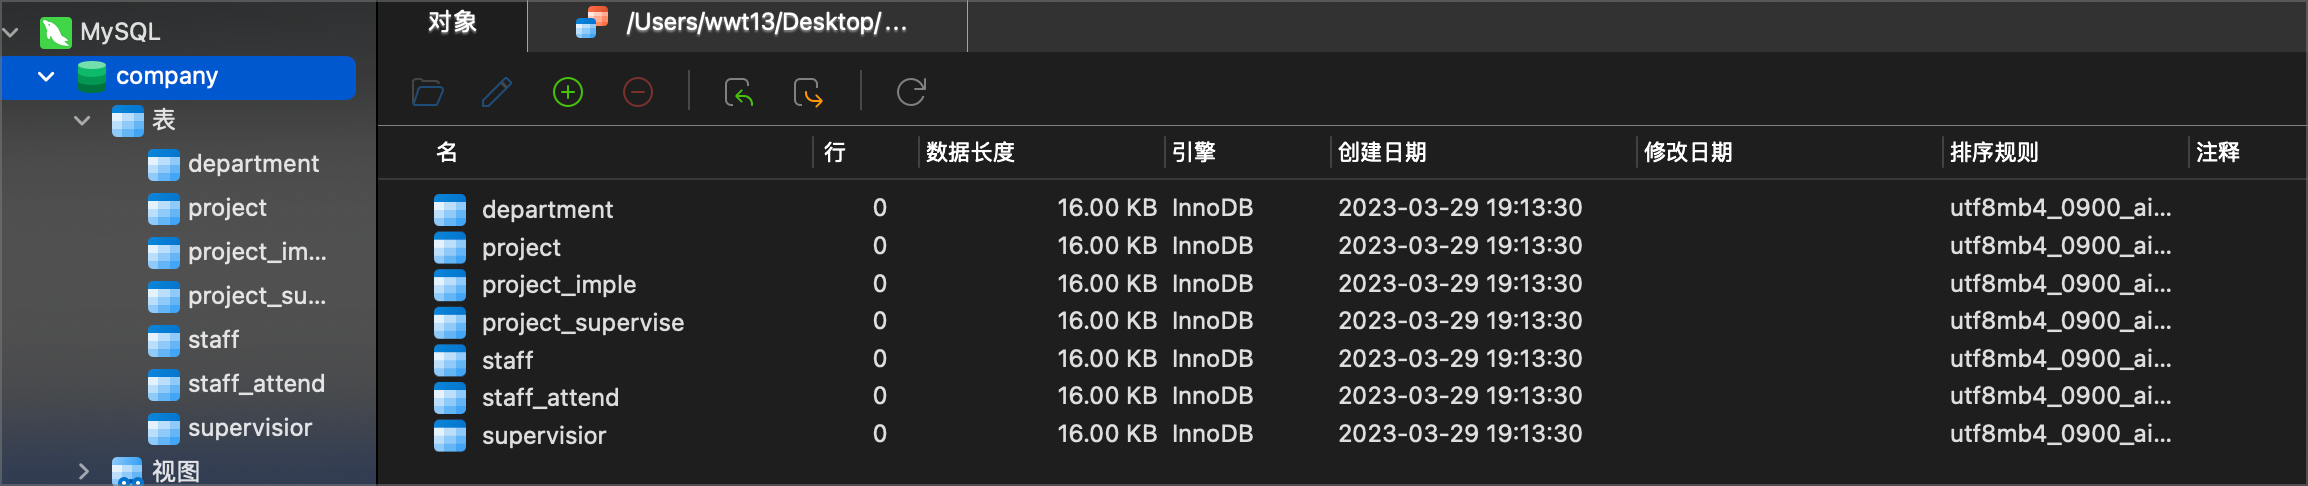 MySQL
company
表
department
project
project_im...
project_su...
staff
staff_attend
supervisior
视图
对象 /Users/wwt13/Desktop/...
名 行 数据长度 引擎 创建日期 修改日期 排序规则 注释
department 0 16.00 KB InnoDB 2023-03-29 19:13:30 utf8mb4_0900_ai...
project 0 16.00 KB InnoDB 2023-03-29 19:13:30 utf8mb4_0900_ai...
project_imple 0 16.00 KB InnoDB 2023-03-29 19:13:30 utf8mb4_0900_ai...
project_supervise 0 16.00 KB InnoDB 2023-03-29 19:13:30 utf8mb4_0900_ai...
staff 0 16.00 KB InnoDB 2023-03-29 19:13:30 utf8mb4_0900_ai...
staff_attend 0 16.00 KB InnoDB 2023-03-29 19:13:30 utf8mb4_0900_ai...
supervisior 0 16.00 KB InnoDB 2023-03-29 19:13:30 utf8mb4_0900_ai...